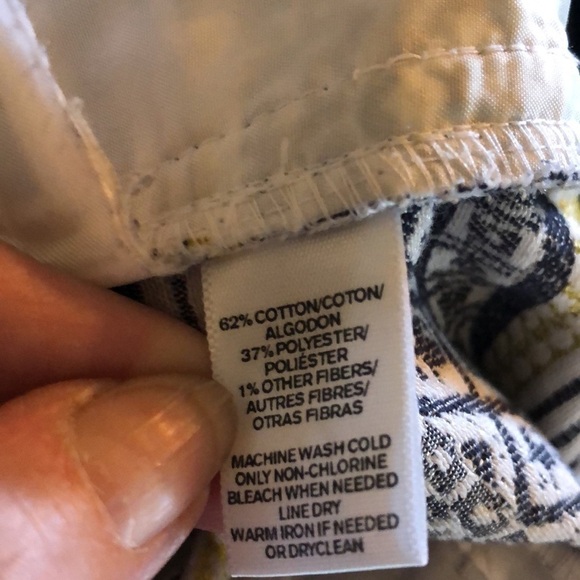 62% COTTON/COTON/
ALGODON
37% POLYESTER/
POLIÉSTER
1% OTHER FIBERS/
AUTRES FIBRES/
OTRAS FIBRAS
MACHINE WASH COLD
ONLY NON-CHLORINE
BLEACH WHEN NEEDED
LINE DRY
WARM IRON IF NEEDED
OR DRYCLEAN